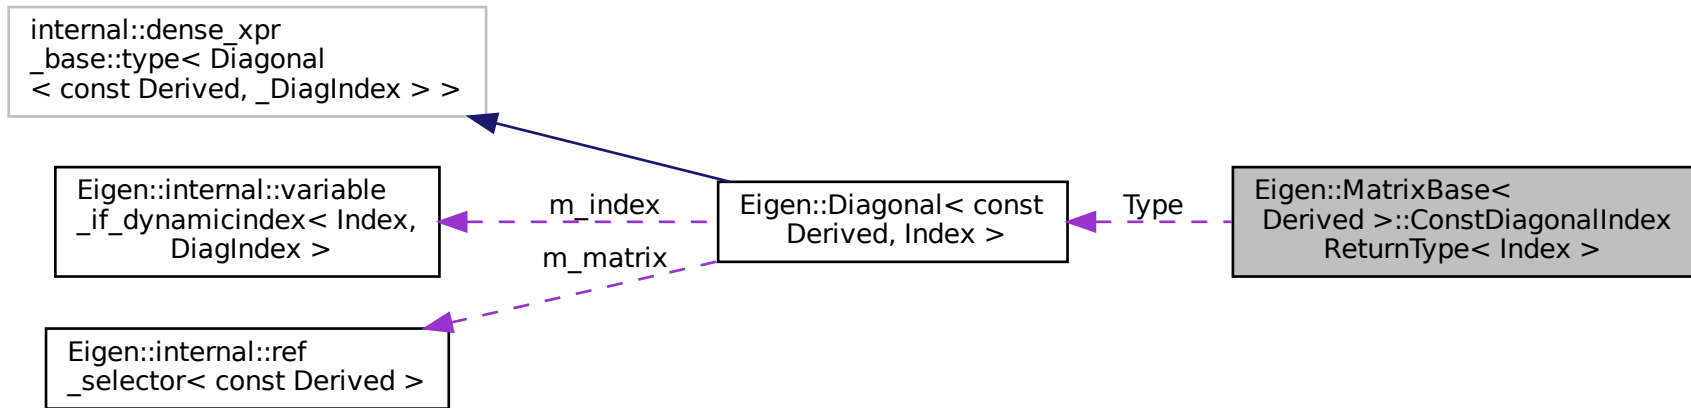 internal::dense_xpr
_base::type< Diagonal
< const Derived, _DiagIndex > >
Eigen::internal::variable
_if_dynamicindex< Index,
DiagIndex >
m_index
Eigen::Diagonal< const
Derived, Index >
Type
Eigen::MatrixBase<
Derived >::ConstDiagonalIndex
ReturnType< Index >
m_matrix
Eigen::internal::ref
_selector< const Derived >